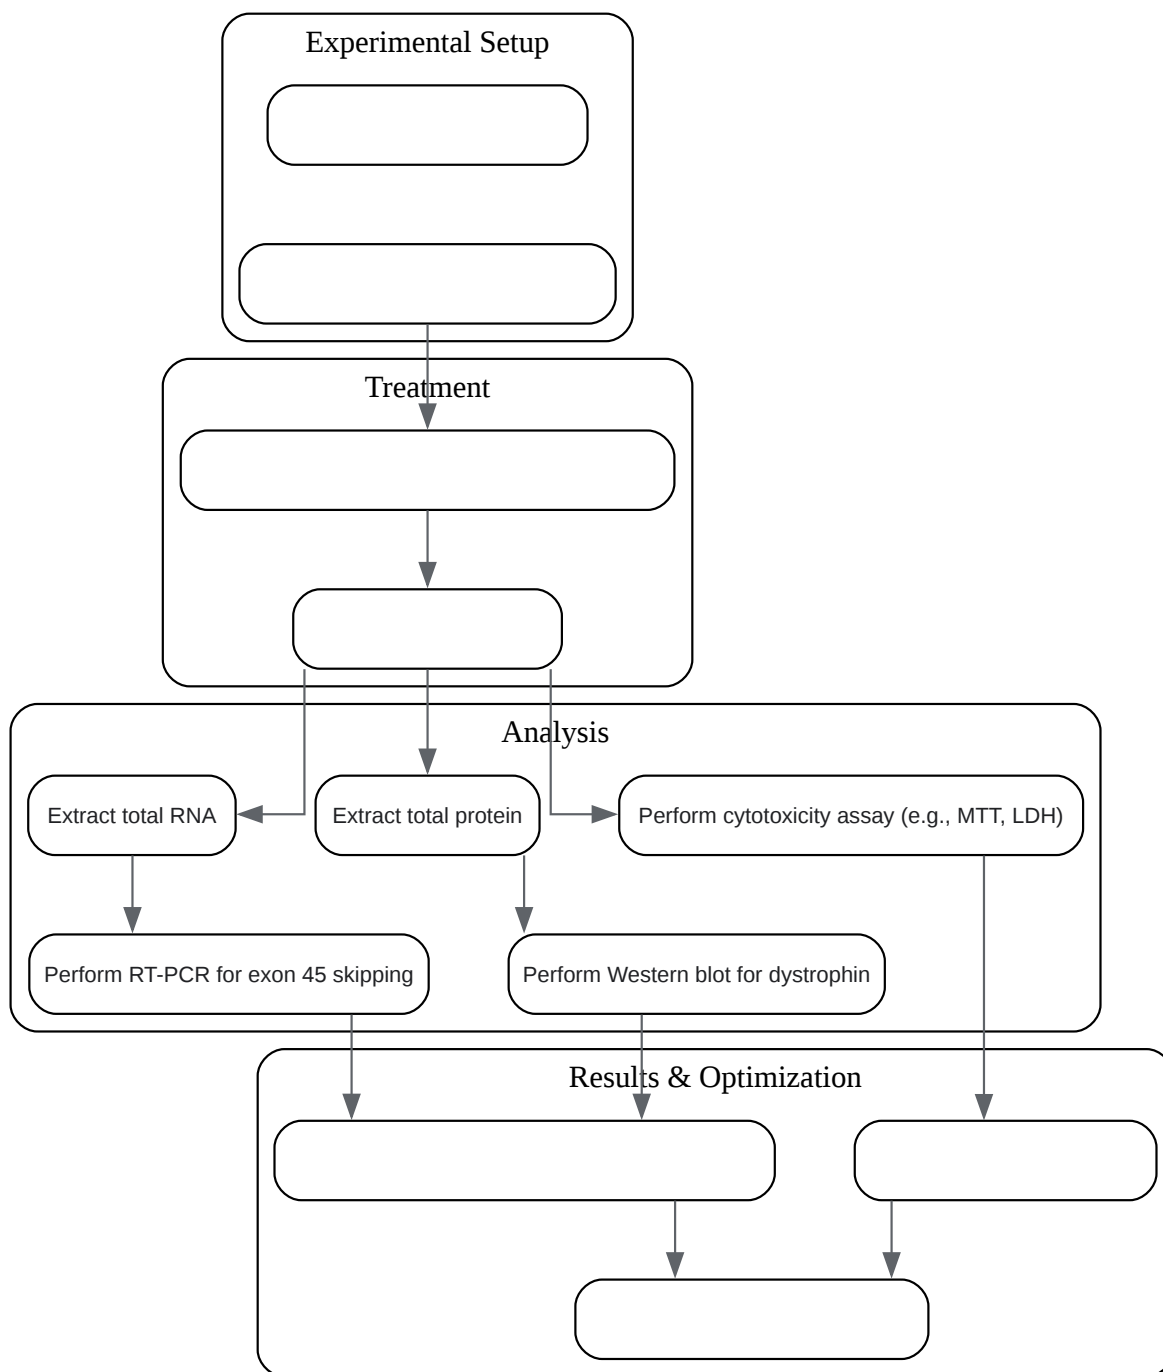 Experimental Setup
Treatment
Analysis
Extract total RNA
Extract total protein
Perform cytotoxicity assay (e.g., MTT, LDH)
Perform RT-PCR for exon 45 skipping
Perform Western blot for dystrophin
Results & Optimization